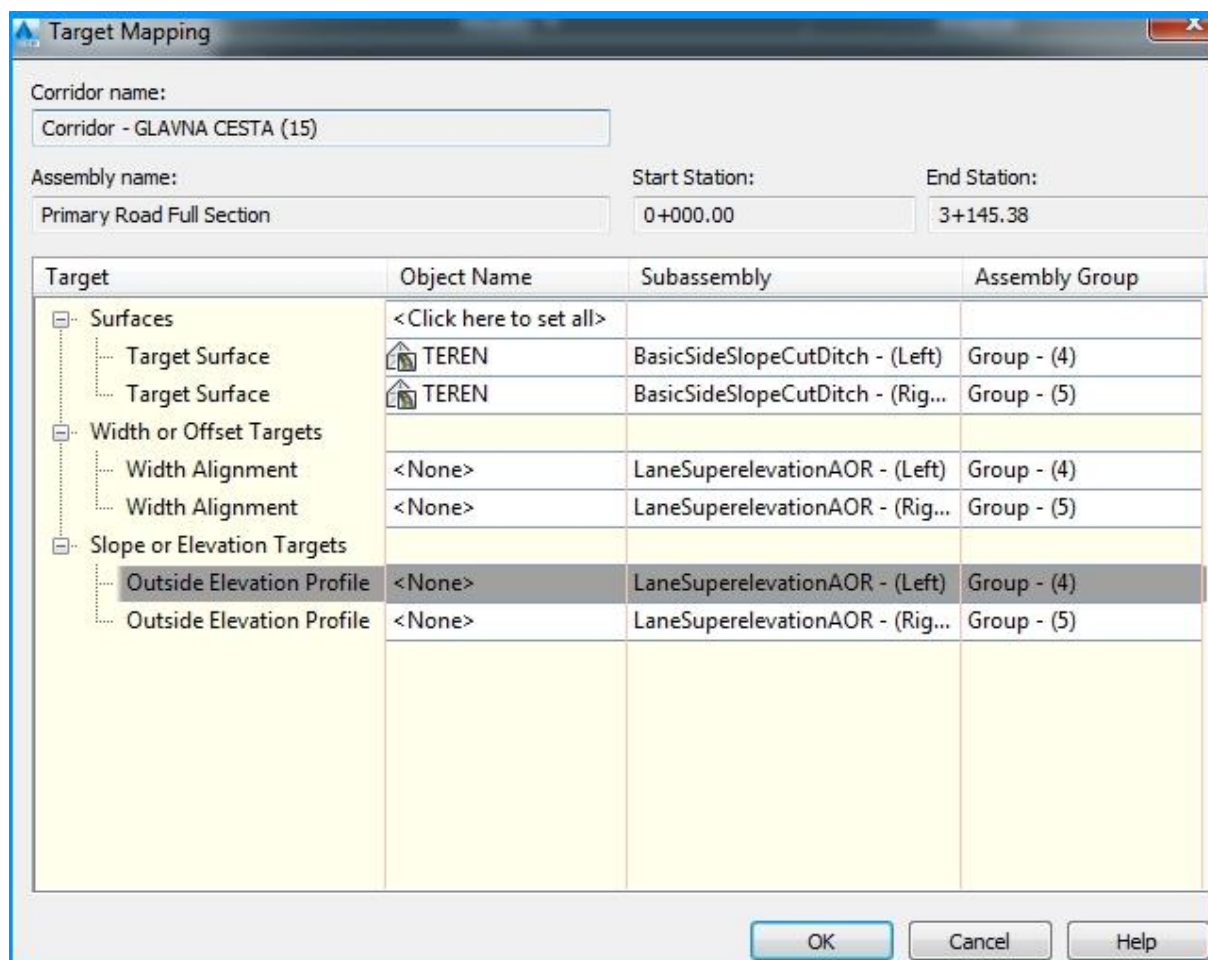 Target Mapping
Corridor name:
Corridor - GLAVNA CESTA (15)
Assembly name: Start Station: End Station:
Primary Road Full Section 0+000.00 3+145.38
Target Object Name Subassembly Assembly Group
Surfaces <Click here to set all>
Target Surface TEREN BasicSideSlopeCutDitch - (Left) Group - (4)
Target Surface TEREN BasicSideSlopeCutDitch - (Rig... Group - (5)
Width or Offset Targets
Width Alignment <None> LaneSuperelevationAOR - (Left) Group - (4)
Width Alignment <None> LaneSuperelevationAOR - (Rig... Group - (5)
Slope or Elevation Targets
Outside Elevation Profile <None> LaneSuperelevationAOR - (Left) Group - (4)
Outside Elevation Profile <None> LaneSuperelevationAOR - (Rig... Group - (5)
OK Cancel Help